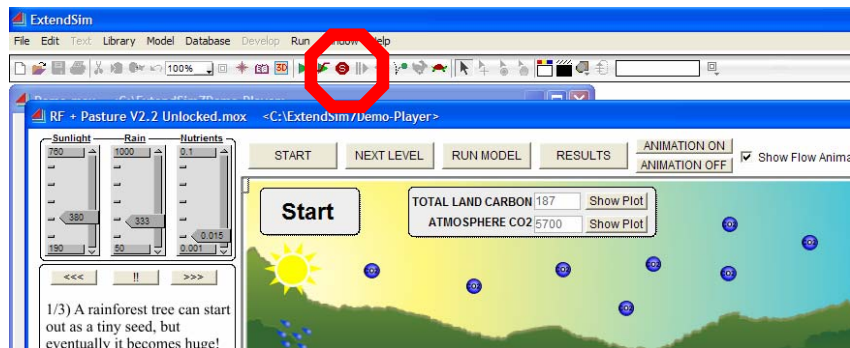 ExtendSim
File Edit Text Library Model Database Develop Run Window Help
100% 3D S
RF + Pasture V2.2 Unlocked.mox <C:\ExtendSim7Demo-Player>
Sunlight Rain Nutrients
760 1000 0.1
380 333 0.015
190 50 0.001
START NEXT LEVEL RUN MODEL RESULTS ANIMATION ON
ANIMATION OFF
Show Flow Anima
Start
TOTAL LAND CARBON 187 Show Plot
ATMOSPHERE CO2 5700 Show Plot
<<< !! >>>
1/3) A rainforest tree can start
out as a tiny seed, but
eventually it becomes huge!